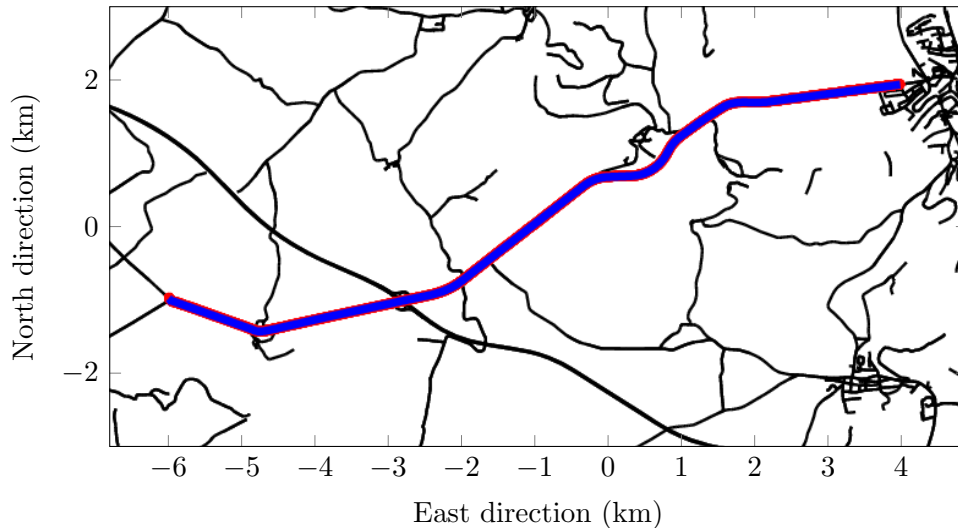 2
0
−2
North direction (km)
−6 −5 −4 −3 −2 −1 0 1 2 3 4
East direction (km)